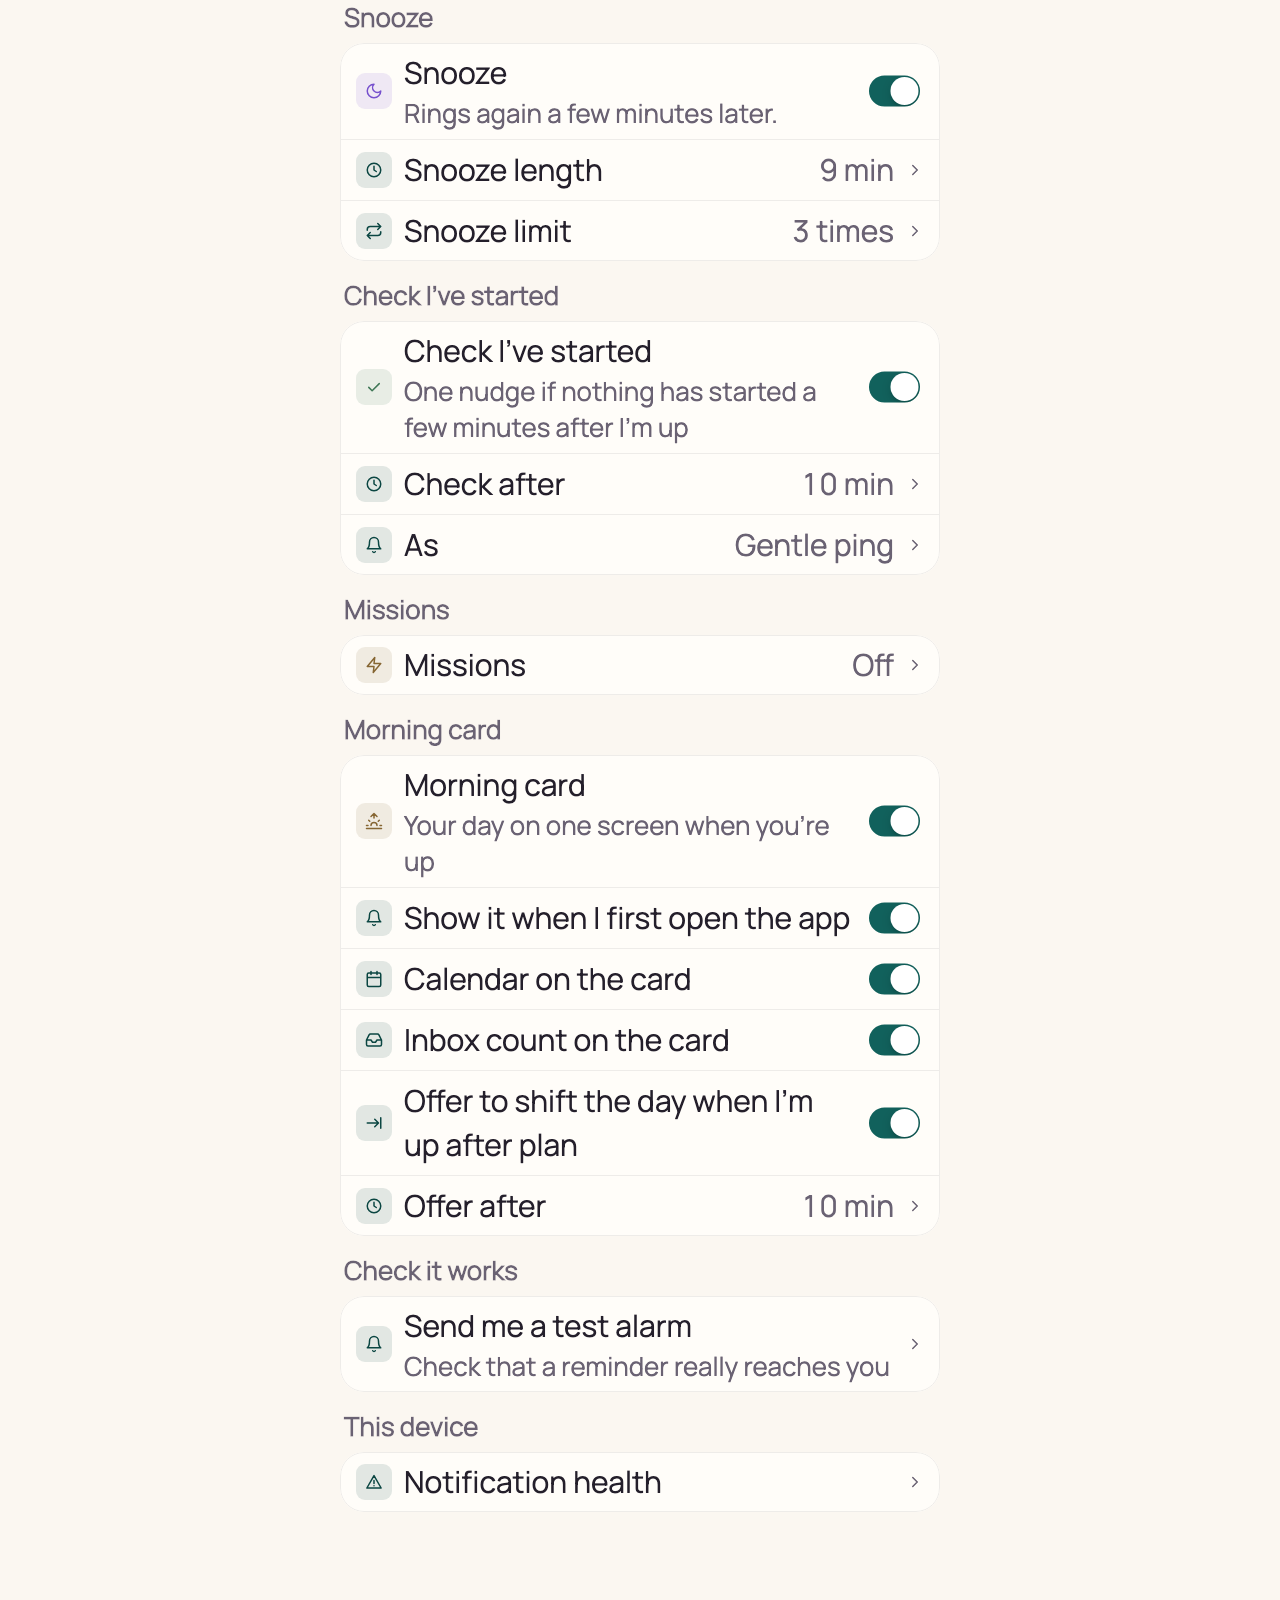 Snooze
Snooze
Rings again a few minutes later.
Snooze length 9 min
Snooze limit 3 times
Check I've started
Check I've started
One nudge if nothing has started a
few minutes after I'm up
Check after 10 min
As Gentle ping
Missions
Missions Off
Morning card
Morning card
Your day on one screen when you're
up
Show it when I first open the app
Calendar on the card
Inbox count on the card
Offer to shift the day when I'm
up after plan
Offer after 10 min
Check it works
Send me a test alarm
Check that a reminder really reaches you
This device
Notification health